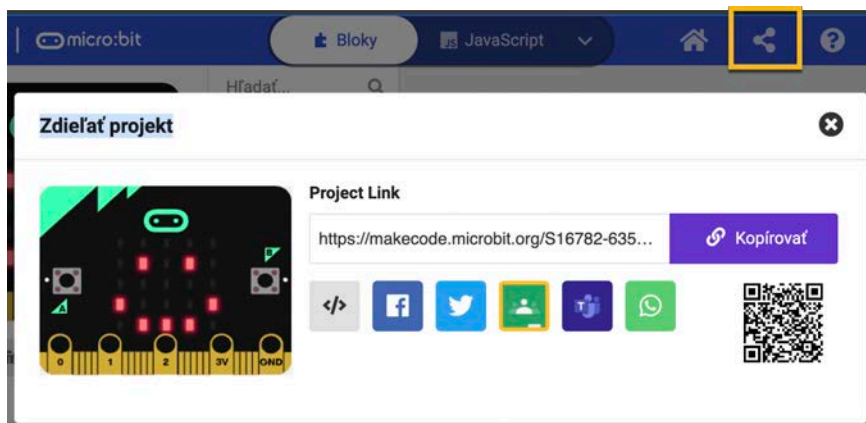 micro:bit Bloky JS JavaScript ?
Hľadať...
Zdieľať projekt
Project Link
https://makecode.microbit.org/S16782-635... Kopírovať
</> f T
B
A
0 1 2 3V GND